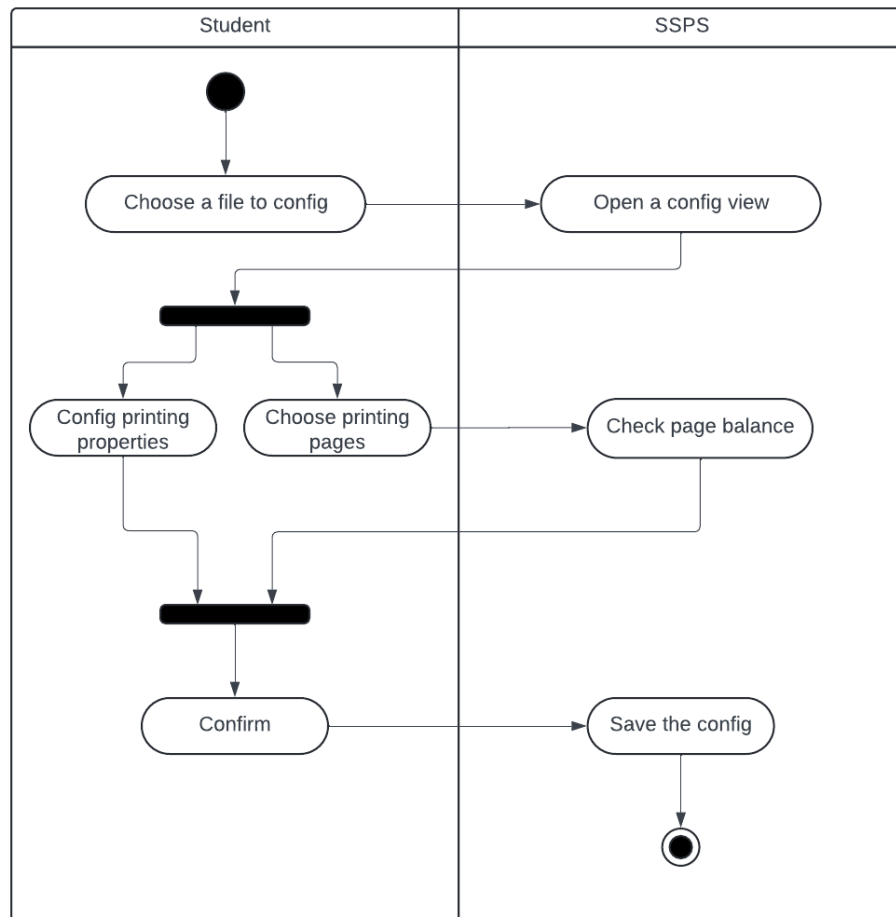 Student
SSPS
Choose a file to config
Open a config view
Config printing
properties
Choose printing
pages
Check page balance
Confirm
Save the config